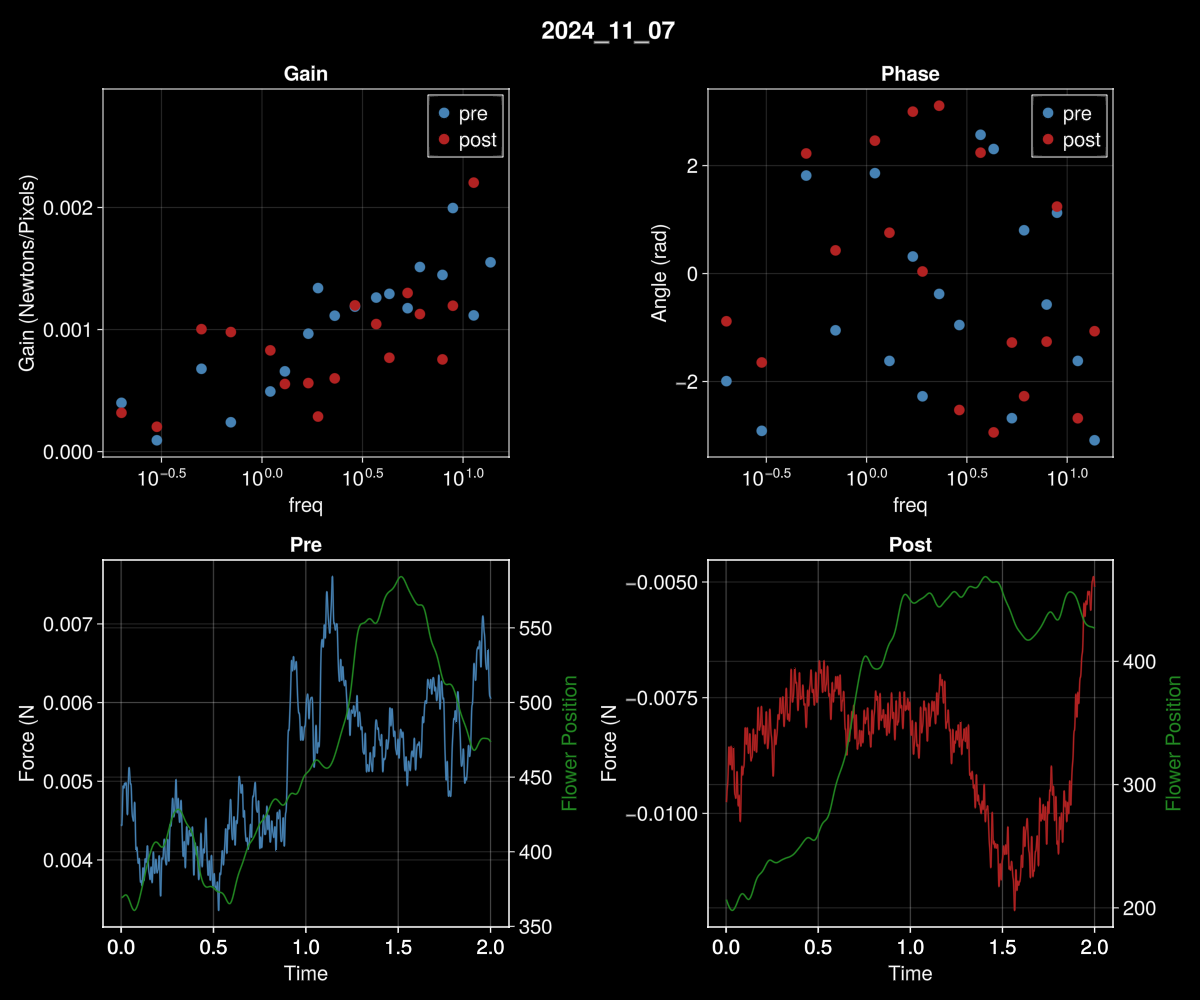 2024_11_07
Gain
pre
post
Gain (Newtons/Pixels)
0.002
0.001
0.000
10^−0.5 10^0.0 10^0.5 10^1.0
freq
Phase
pre
post
Angle (rad)
2
0
−2
10^−0.5 10^0.0 10^0.5 10^1.0
freq
Pre
Force (N
0.007
0.006
0.005
0.004
550
500
450
400
350
Flower Position
0.0 0.5 1.0 1.5 2.0
Time
Post
Force (N
−0.0050
−0.0075
−0.0100
400
300
200
Flower Position
0.0 0.5 1.0 1.5 2.0
Time